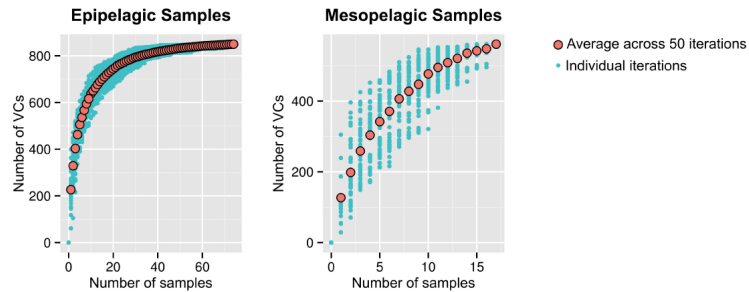 Epipelagic Samples
Number of VCs
800
600
400
200
0
0 20 40 60
Number of samples
Mesopelagic Samples
Number of VCs
400
200
0
0 5 10 15
Number of samples
Average across 50 iterations
Individual iterations